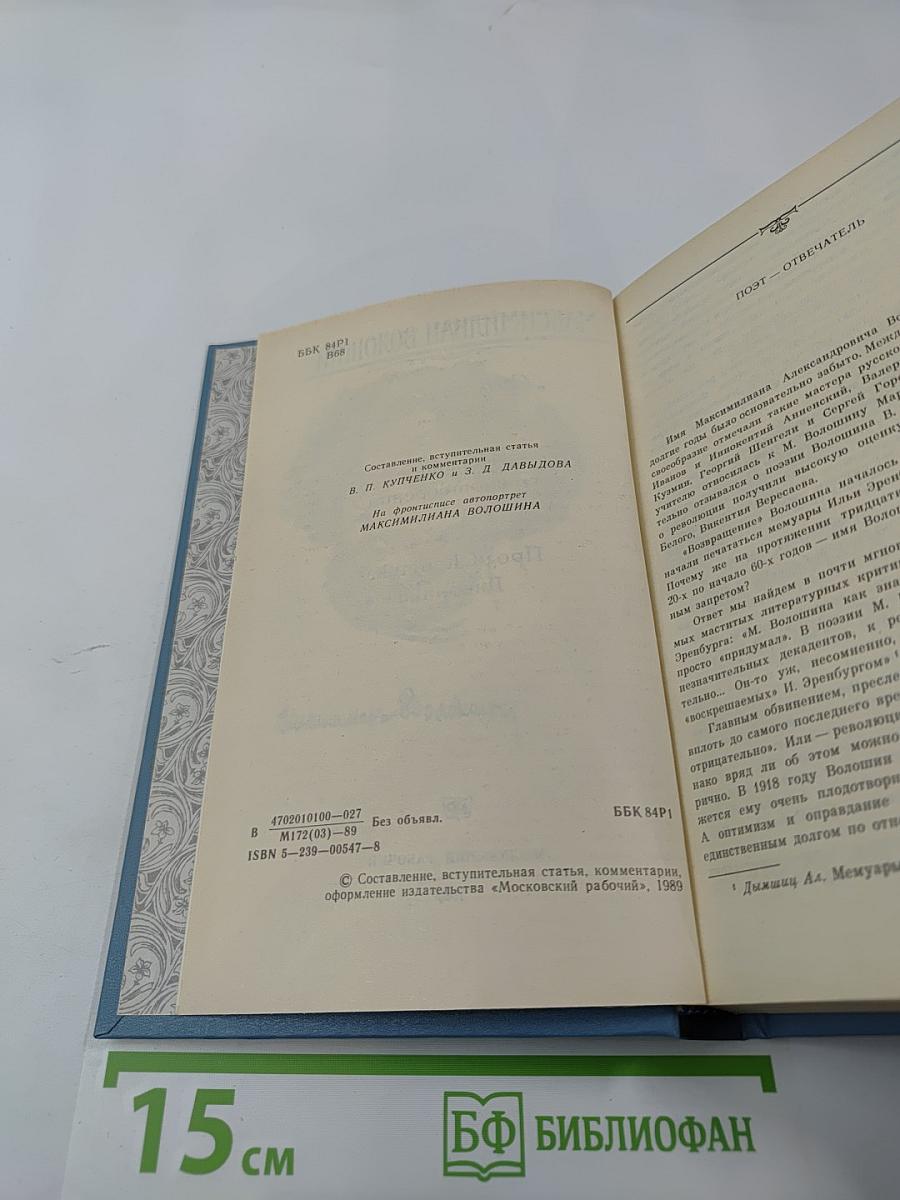 ББК 84Р1
В68
Составление, вступительная статья
и комментарии
В. П. КУПЧЕНКО и З. Д. ДАВЫДОВА
На фронтисписе автопортрет
МАКСИМИЛИАНА ВОЛОШИНА
4702010100—027
В Без объявл.
М172(03)—89
ББК 84Р1
ISBN 5—239—00547—8
© Составление, вступительная статья, комментарии,
оформление издательства «Московский рабочий», 1989
ПОЭТ — ОТВЕЧАТЕЛЬ
Имя Максимилиана Александровича Во
долгие годы было основательно забыто. Межд
своеобразие отмечали такие мастера русско
Иванов и Иннокентий Анненский, Валер
Кузмин, Георгий Шенгели и Сергей Горо
учителю относилась к М. Волошину Мар
тельно отзывался о поэзии Волошина В.
о революции получили высокую оценку
Белого, Викентия Вересаева.
«Возвращение» Волошина началось
начали печататься мемуары Ильи Эрен
Почему же на протяжении тридцати
20-х по начало 60-х годов — имя Волош
ным запретом?
Ответ мы найдем в почти мгнов
мых маститых литературных крити
Эренбурга: «М. Волошина как зна
просто «придумал». В поэзии М.
незначительных декадентов, к ре
тельно... Он-то уж, несомненно,
«воскрешаемых» И. Эренбургом» ¹
Главным обвинением, пресле
вплоть до самого последнего вре
отрицательно». Или — революци
нако вряд ли об этом можно
рично. В 1918 году Волошин
жется ему очень плодотворн
А оптимизм и оправдание
единственным долгом по отно
¹ Дымшиц Ал. Мемуары
15 см
БФ БИБЛИОФАН